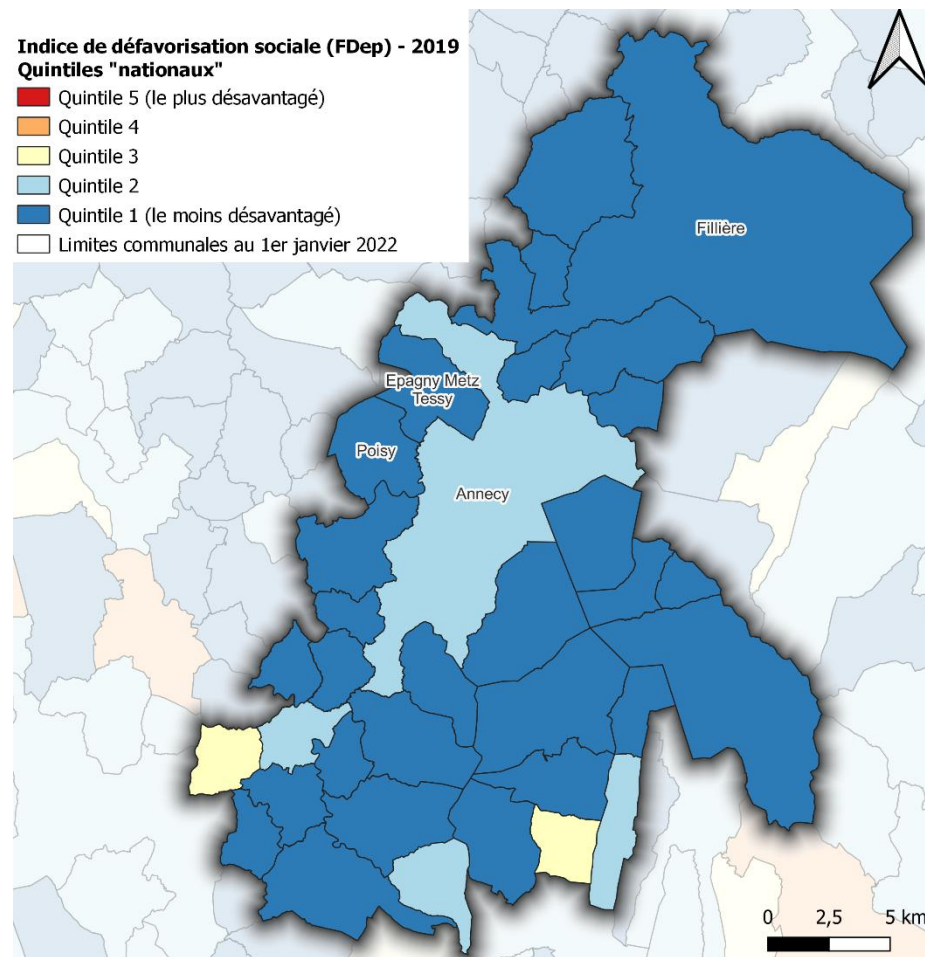 Indice de défavorisation sociale (FDep) - 2019
Quintiles "nationaux"
Quintile 5 (le plus désavantagé)
Quintile 4
Quintile 3
Quintile 2
Quintile 1 (le moins désavantagé)
Limites communales au 1er janvier 2022
Fillière
Epagny Metz
Tessy
Poisy
Annecy
0 2,5 5 km